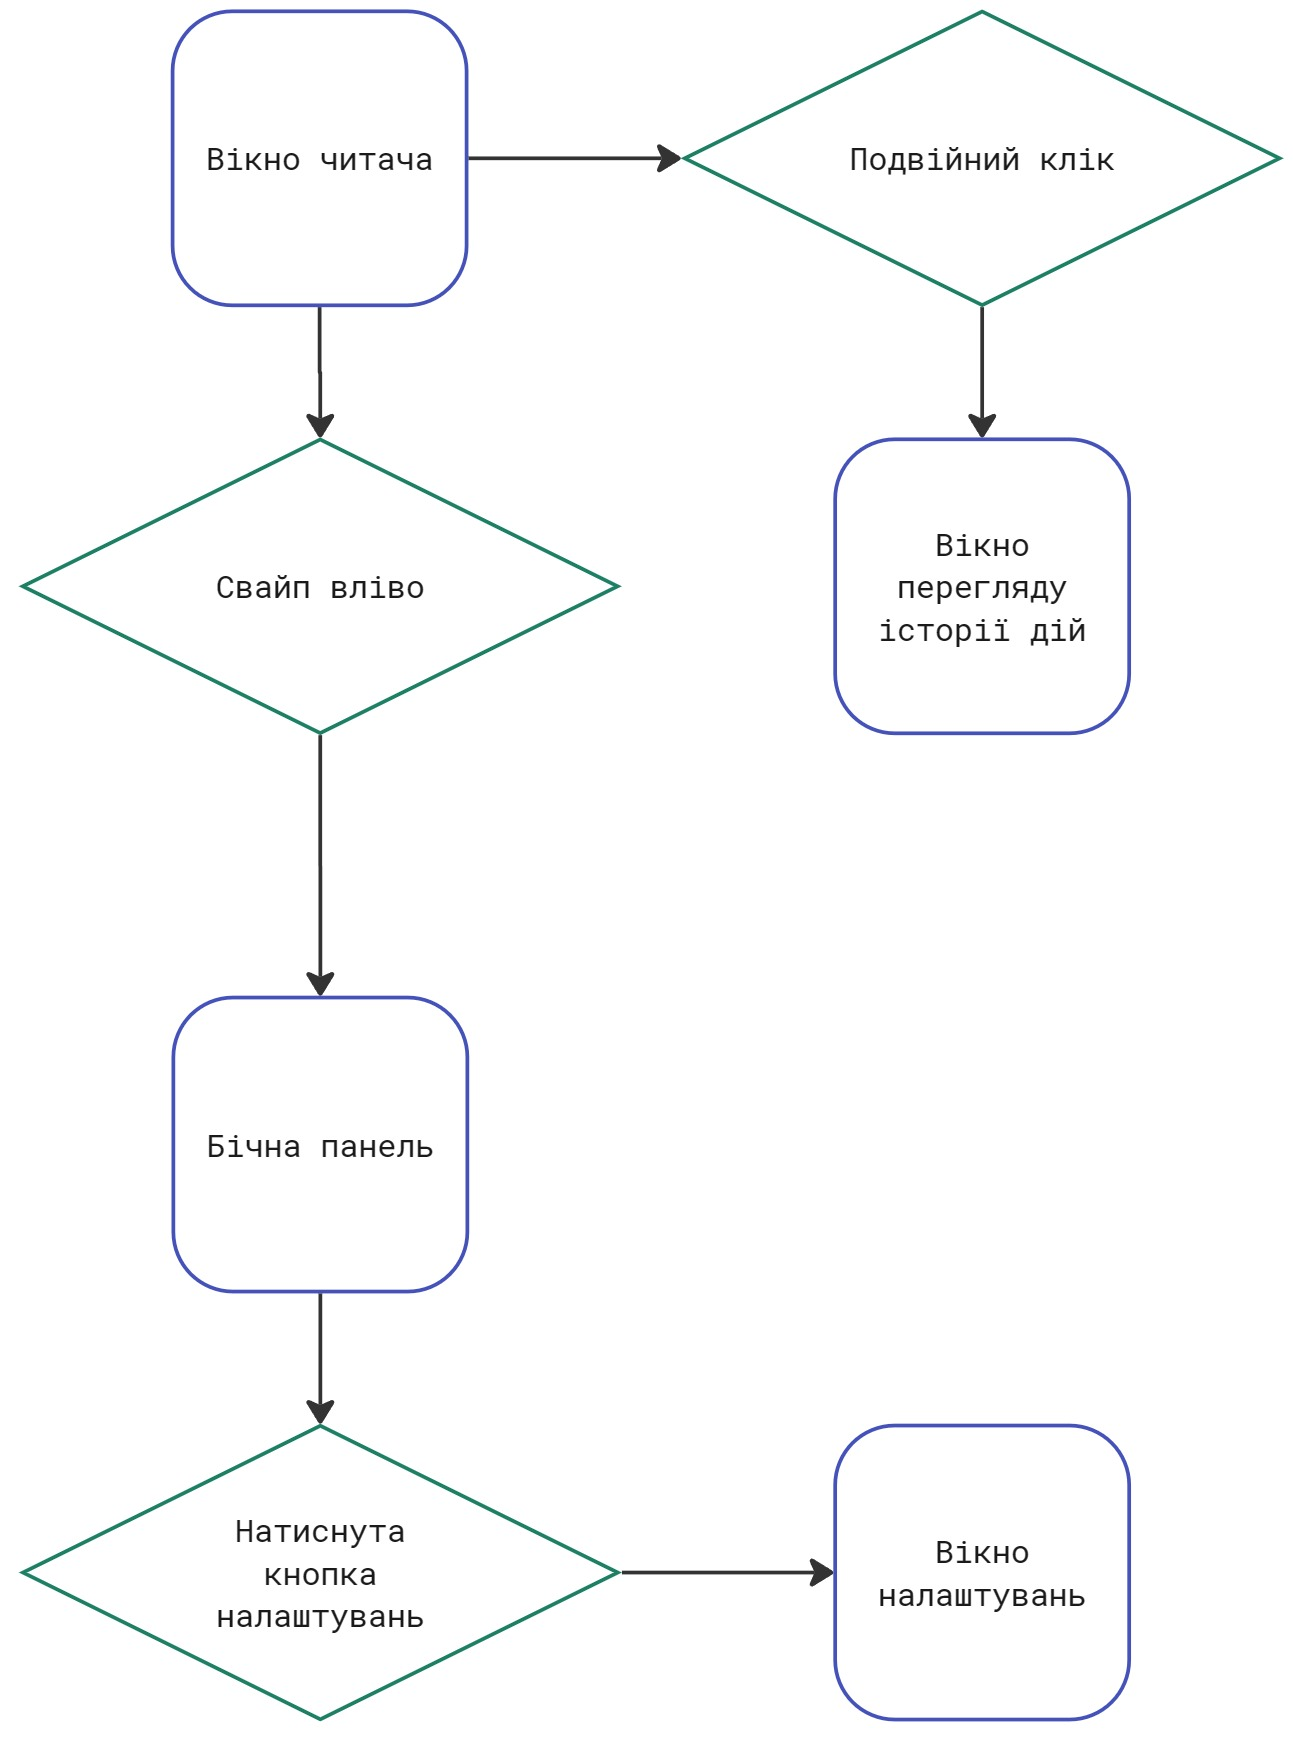 Вікно читача
Подвійний клік
Свайп вліво
Вікно
перегляду
історії дій
Бічна панель
Натиснута
кнопка
налаштувань
Вікно
налаштувань